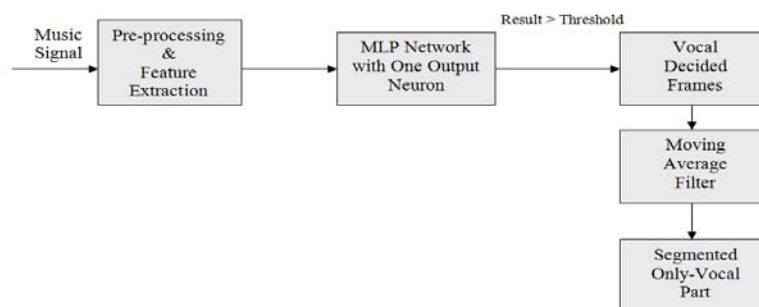 Music
Signal
Pre-processing
&
Feature
Extraction
MLP Network
with One Output
Neuron
Result > Threshold
Vocal
Decided
Frames
Moving
Average
Filter
Segmented
Only-Vocal
Part